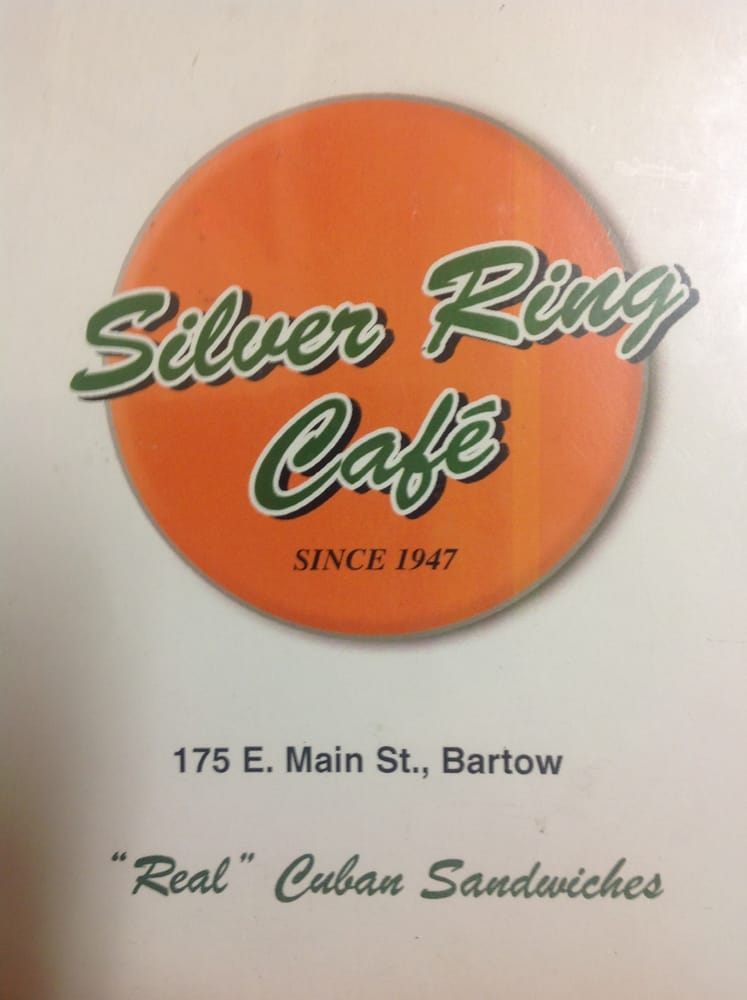 Silver Ring
Café
SINCE 1947
175 E. Main St., Bartow
"Real" Cuban Sandwiches